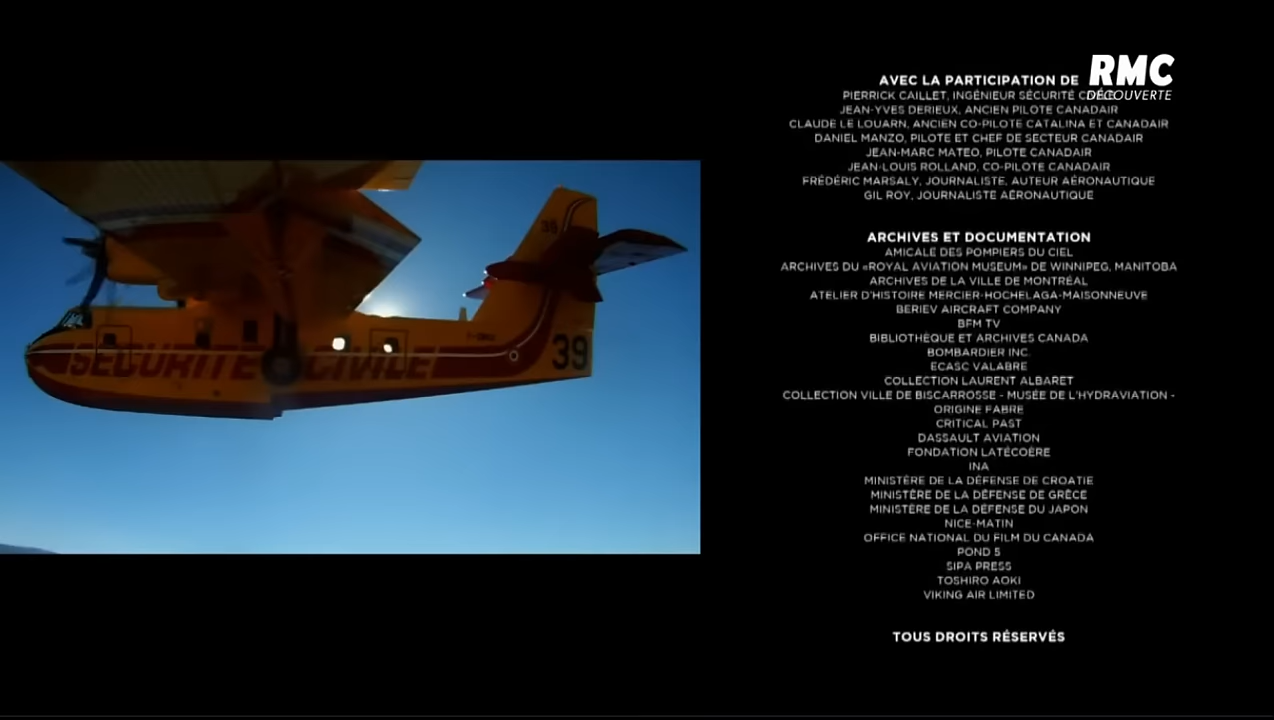 RMC
DÉCOUVERTE
AVEC LA PARTICIPATION DE
PIERRICK CAILLET, INGÉNIEUR SÉCURITÉ
JEAN-YVES DERIEUX, ANCIEN PILOTE CANADAIR
CLAUDE LE LOUARN, ANCIEN CO-PILOTE CATALINA ET CANADAIR
DANIEL MANZO, PILOTE ET CHEF DE SECTEUR CANADAIR
JEAN-MARC MATEO, PILOTE CANADAIR
JEAN-LOUIS ROLLAND, CO-PILOTE CANADAIR
FRÉDÉRIC MARSALY, JOURNALISTE, AUTEUR AÉRONAUTIQUE
GIL ROY, JOURNALISTE AÉRONAUTIQUE
ARCHIVES ET DOCUMENTATION
AMICALE DES POMPIERS DU CIEL
ARCHIVES DU «ROYAL AVIATION MUSEUM» DE WINNIPEG, MANITOBA
ARCHIVES DE LA VILLE DE MONTRÉAL
ATELIER D'HISTOIRE MERCIER-HOCHELAGA-MAISONNEUVE
BERIEV AIRCRAFT COMPANY
BFM TV
BIBLIOTHÈQUE ET ARCHIVES CANADA
BOMBARDIER INC.
ECASC VALABRE
COLLECTION LAURENT ALBARET
COLLECTION VILLE DE BISCARROSSE - MUSÉE DE L'HYDRAVIATION -
ORIGINE FABRE
CRITICAL PAST
DASSAULT AVIATION
FONDATION LATÉCOÈRE
INA
MINISTÈRE DE LA DÉFENSE DE CROATIE
MINISTÈRE DE LA DÉFENSE DE GRÈCE
MINISTÈRE DE LA DÉFENSE DU JAPON
NICE-MATIN
OFFICE NATIONAL DU FILM DU CANADA
POND 5
SIPA PRESS
TOSHIRO AOKI
VIKING AIR LIMITED
TOUS DROITS RÉSERVÉS
39
SECURITE CIVILE
39